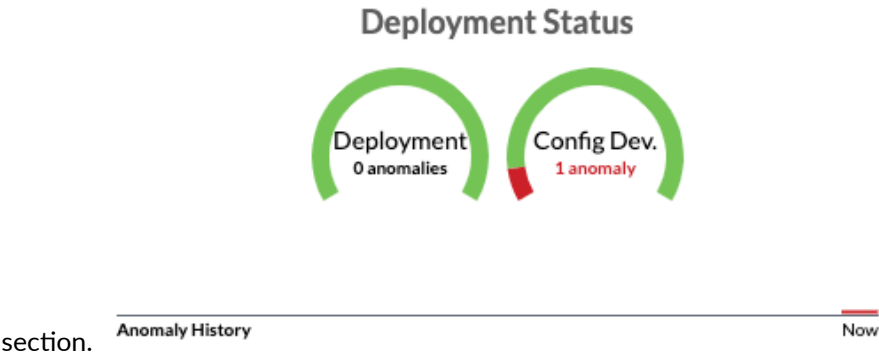 Deployment Status
Deployment
0 anomalies
Config Dev.
1 anomaly
section.
Anomaly History
Now